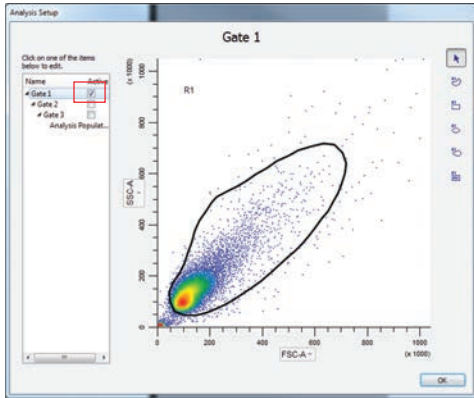 Analysis Setup
Gate 1
Click on one of the items
below to edit.
Name Active
Gate 1
Gate 2
Gate 3
Analysis Populat...
(x 1000)
1000
800
600
400
200
0
SSC-A
R1
0 200 400 600 800 1000
(x 1000)
FSC-A
OK